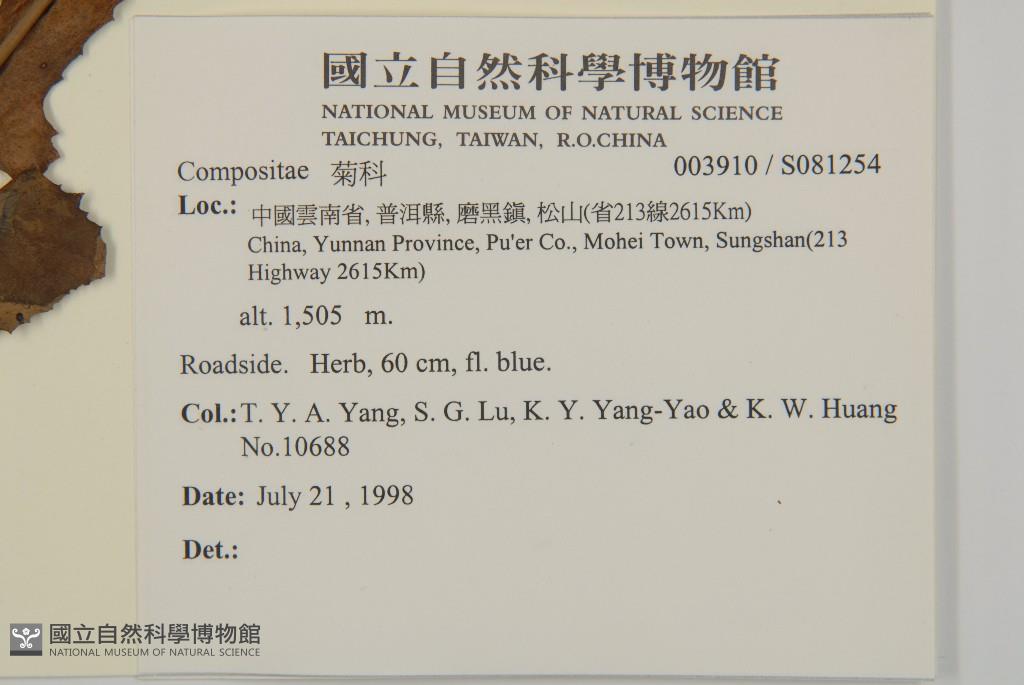 國立自然科學博物館
NATIONAL MUSEUM OF NATURAL SCIENCE
TAICHUNG, TAIWAN, R.O.CHINA
Compositae 菊科 003910 / S081254
Loc.: 中國雲南省, 普洱縣, 磨黑鎮, 松山(省213線2615Km)
China, Yunnan Province, Pu'er Co., Mohei Town, Sungshan(213
Highway 2615Km)
alt. 1,505 m.
Roadside. Herb, 60 cm, fl. blue.
Col.: T. Y. A. Yang, S. G. Lu, K. Y. Yang-Yao & K. W. Huang
No.10688
Date: July 21 , 1998
Det.:
國立自然科學博物館
NATIONAL MUSEUM OF NATURAL SCIENCE